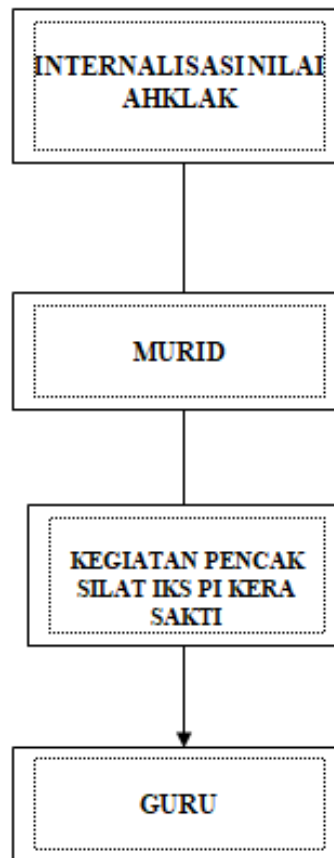 INTERNALISASI NILAI
AHKLAK
MURID
KEGIATAN PENCAK
SILAT IKS PI KERA
SAKTI
GURU